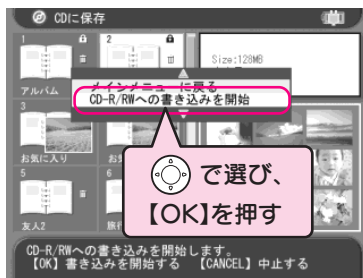 CDに保存
1
2
Size:128MB
アルバム
メインメニューに戻る
CD-R/RWへの書き込みを開始
3
お気に入り
お
5
6
で選び、
【OK】を押す
友人2
旅行
CD-R/RWへの書き込みを開始します。
【OK】書き込みを開始する 【CANCEL】中止する